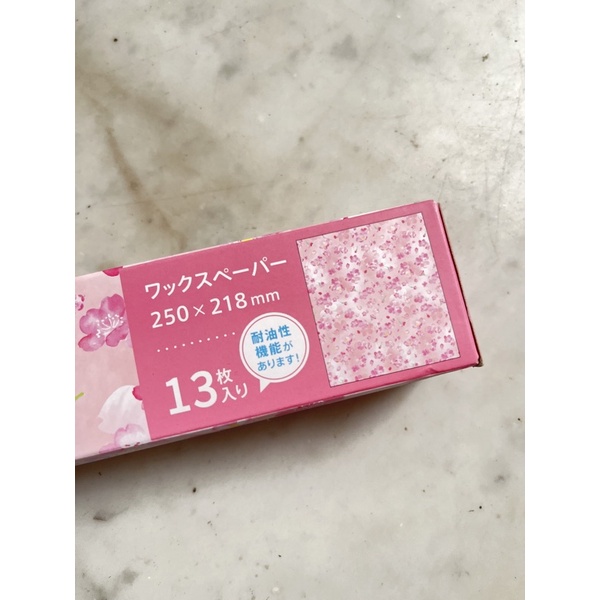 ワックスペーパー
250×218mm
13枚入り
耐油性
機能が
あります!